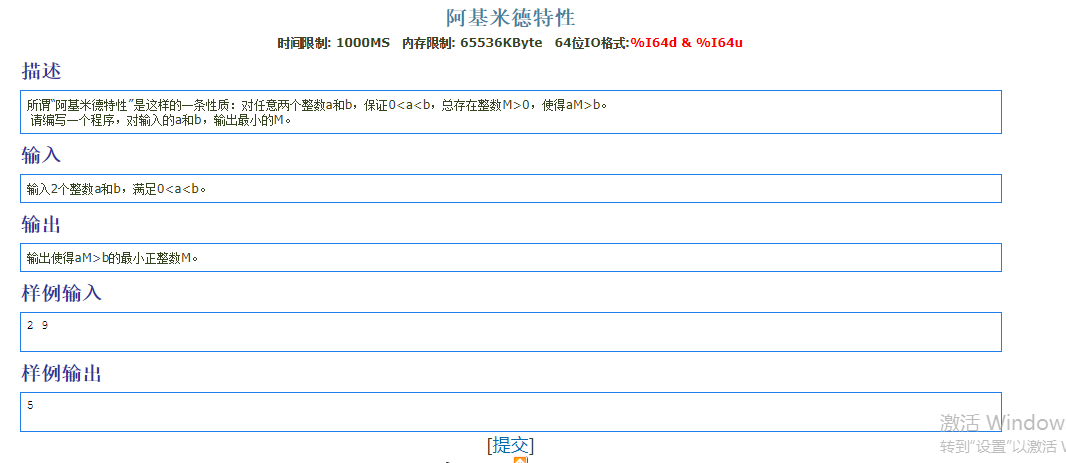 阿基米德特性
时间限制: 1000MS 内存限制: 65536KByte 64位IO格式:%I64d & %I64u
描述
所谓“阿基米德特性”是这样的一条性质：对任意两个整数a和b，保证0<a<b，总存在整数M>0，使得aM>b。
请编写一个程序，对输入的a和b，输出最小的M。
输入
输入2个整数a和b，满足0<a<b。
输出
输出使得aM>b的最小正整数M。
样例输入
2 9
样例输出
5
激活 Window
转到“设置”以激活
[提交]